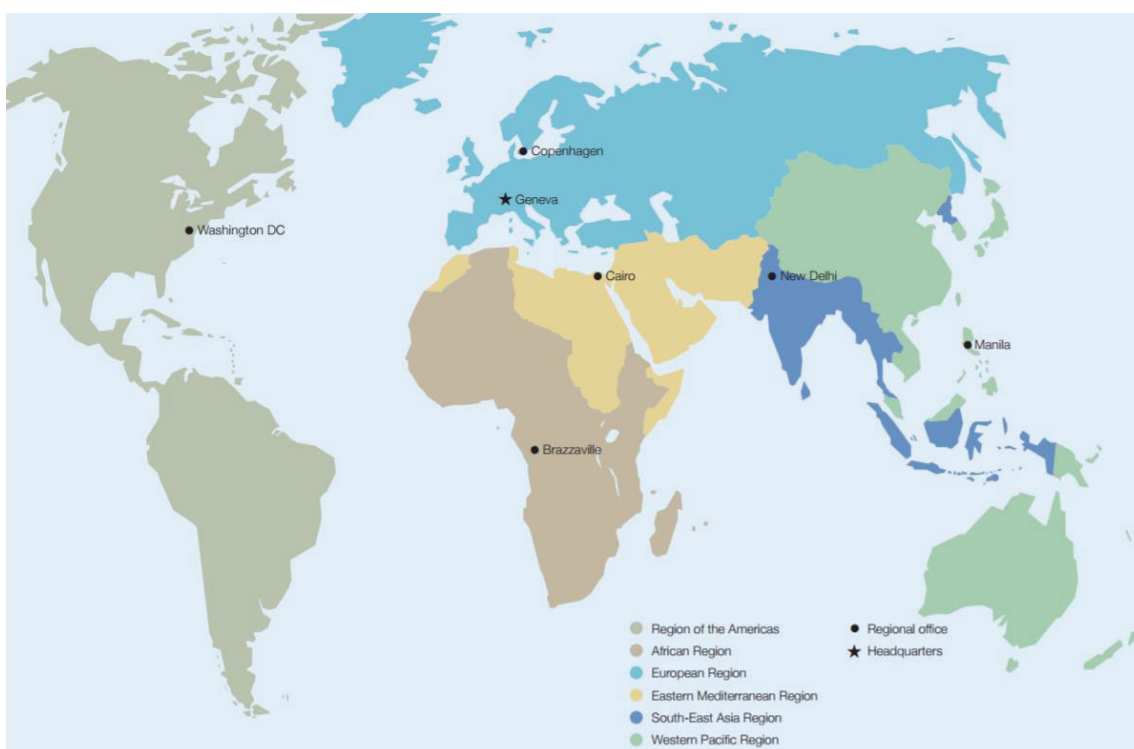 Copenhagen
Geneva
Washington DC
Cairo
New Delhi
Manila
Brazzaville
Region of the Americas
African Region
European Region
Eastern Mediterranean Region
South-East Asia Region
Western Pacific Region
Regional office
Headquarters